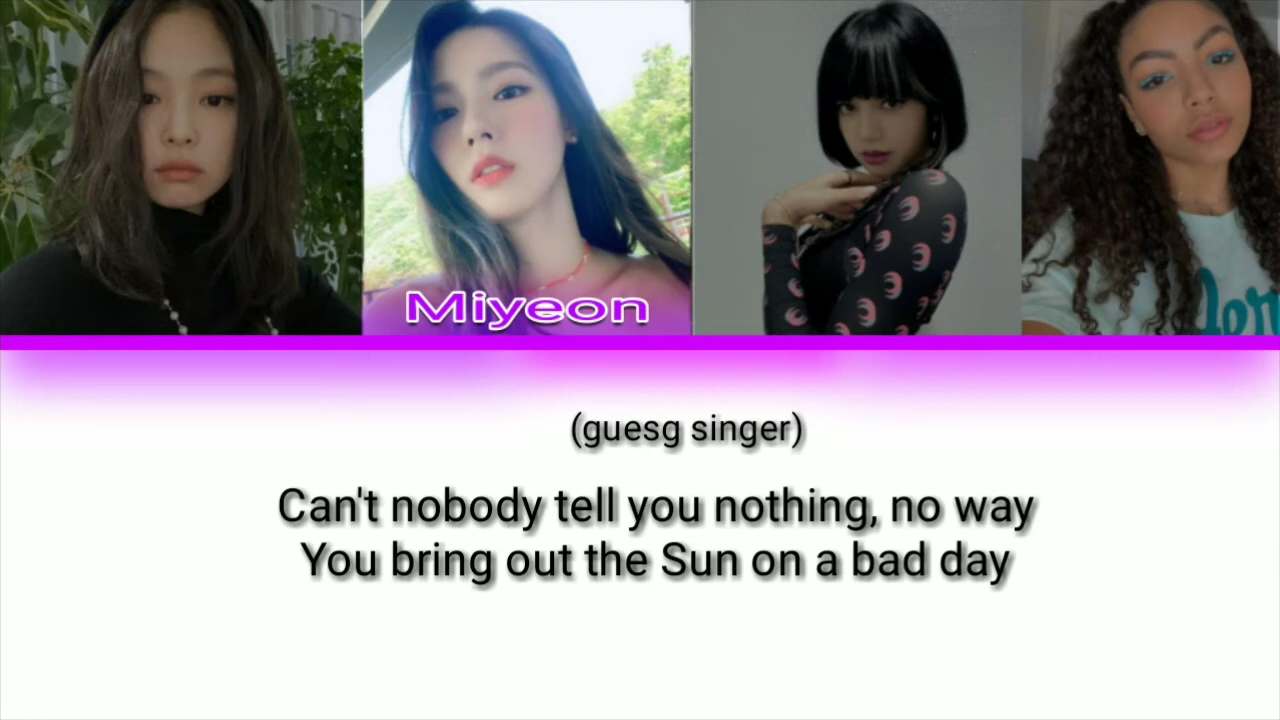 Miyeon
(guesg singer)
Can't nobody tell you nothing, no way
You bring out the Sun on a bad day